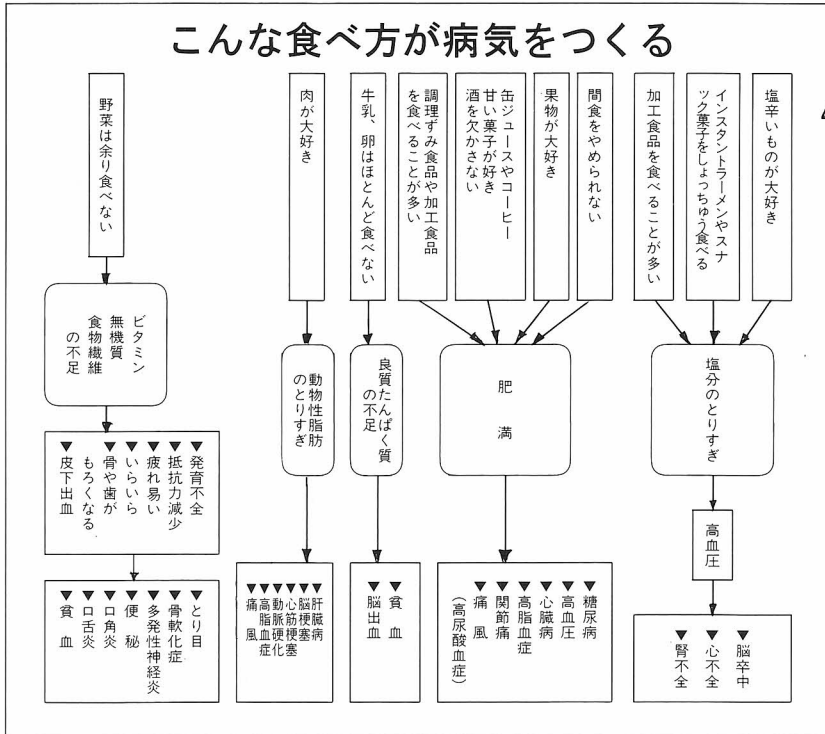 こんな食べ方が病気をつくる
塩辛いものが大好き
インスタントラーメンやスナ
ック菓子をしょっちゅう食べる
加工食品を食べることが多い
間食をやめられない
果物が大好き
缶ジュースやコーヒー
甘い菓子が好き
酒を欠かさない
調理ずみ食品や加工食品
を食べることが多い
牛乳、卵はほとんど食べない
肉が大好き
野菜は余り食べない
塩分のとりすぎ
肥満
良質たんぱく質
の不足
動物性脂肪
のとりすぎ
ビタミン
無機質
食物繊維
の不足
高血圧
▼発育不全
▼抵抗力減少
▼疲れ易い
▼いらいら
▼骨や歯が
もろくなる
▼皮下出血
▼脳卒中
▼心不全
▼腎不全
▼糖尿病
▼高血圧
▼心臓病
▼高脂血症
▼関節痛
▼痛風
(高尿酸血症)
▼貧血
▼脳出血
▼肝臓病
▼脳梗塞
▼心筋梗塞
▼動脈硬化
▼高脂血症
▼痛風
▼とり目
▼骨軟化症
▼多発性神経炎
▼便秘
▼口角炎
▼口舌炎
▼貧血